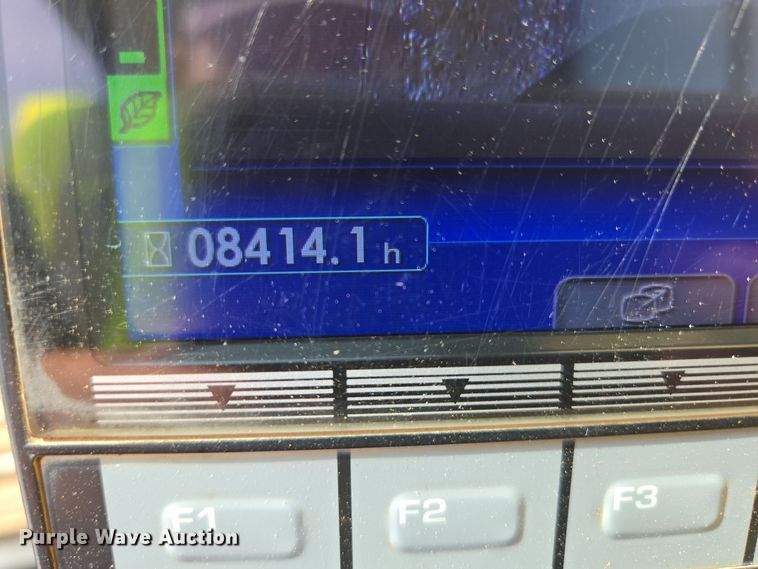 08414.1 h
F1 F2 F3
Purple Wave Auction